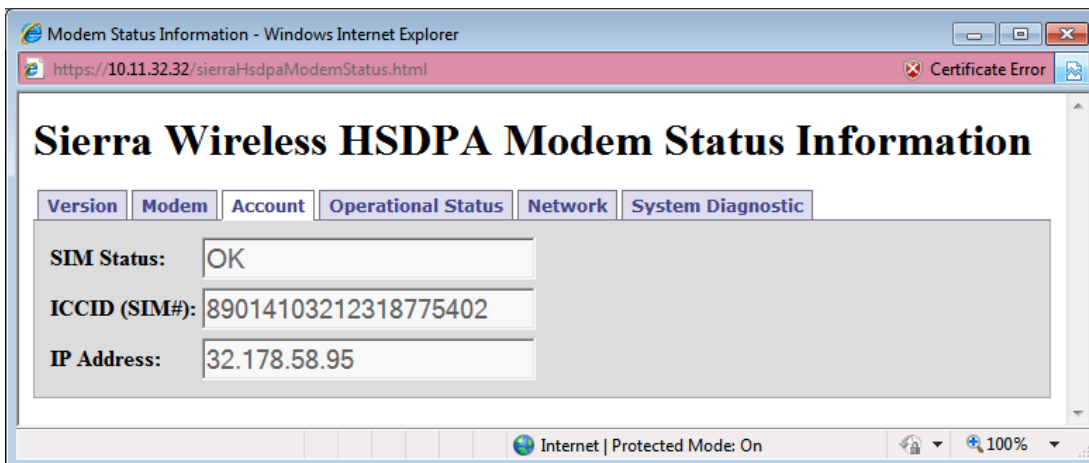 Modem Status Information - Windows Internet Explorer
https://10.11.32.32/sierraHsdpaModemStatus.html Certificate Error
Sierra Wireless HSDPA Modem Status Information
Version Modem Account Operational Status Network System Diagnostic
SIM Status: OK
ICCID (SIM#): 89014103212318775402
IP Address: 32.178.58.95
Internet | Protected Mode: On 100%